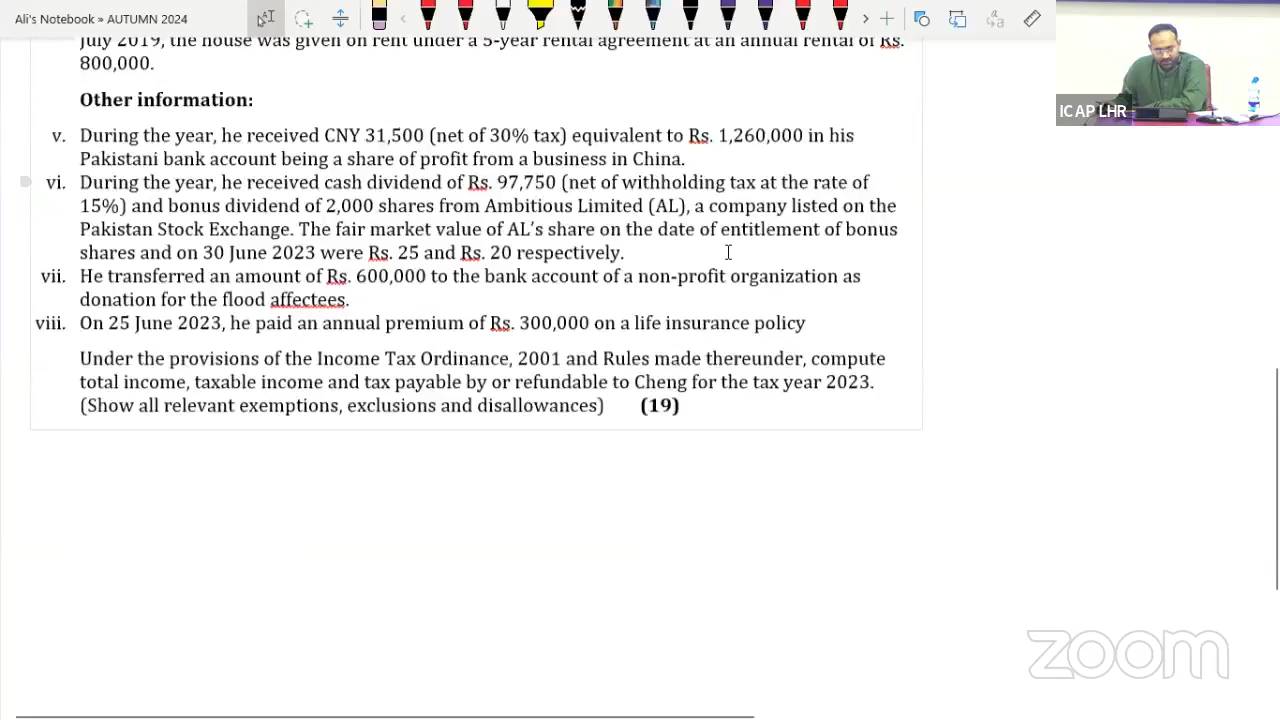 Ali's Notebook » AUTUMN 2024
July 2019, the house was given on rent under a 5-year rental agreement at an annual rental of Rs.
800,000.
Other information:
v. During the year, he received CNY 31,500 (net of 30% tax) equivalent to Rs. 1,260,000 in his
Pakistani bank account being a share of profit from a business in China.
vi. During the year, he received cash dividend of Rs. 97,750 (net of withholding tax at the rate of
15%) and bonus dividend of 2,000 shares from Ambitious Limited (AL), a company listed on the
Pakistan Stock Exchange. The fair market value of AL's share on the date of entitlement of bonus
shares and on 30 June 2023 were Rs. 25 and Rs. 20 respectively.
vii. He transferred an amount of Rs. 600,000 to the bank account of a non-profit organization as
donation for the flood affectees.
viii. On 25 June 2023, he paid an annual premium of Rs. 300,000 on a life insurance policy
Under the provisions of the Income Tax Ordinance, 2001 and Rules made thereunder, compute
total income, taxable income and tax payable by or refundable to Cheng for the tax year 2023.
(Show all relevant exemptions, exclusions and disallowances) (19)
ICAP LHR
zoom